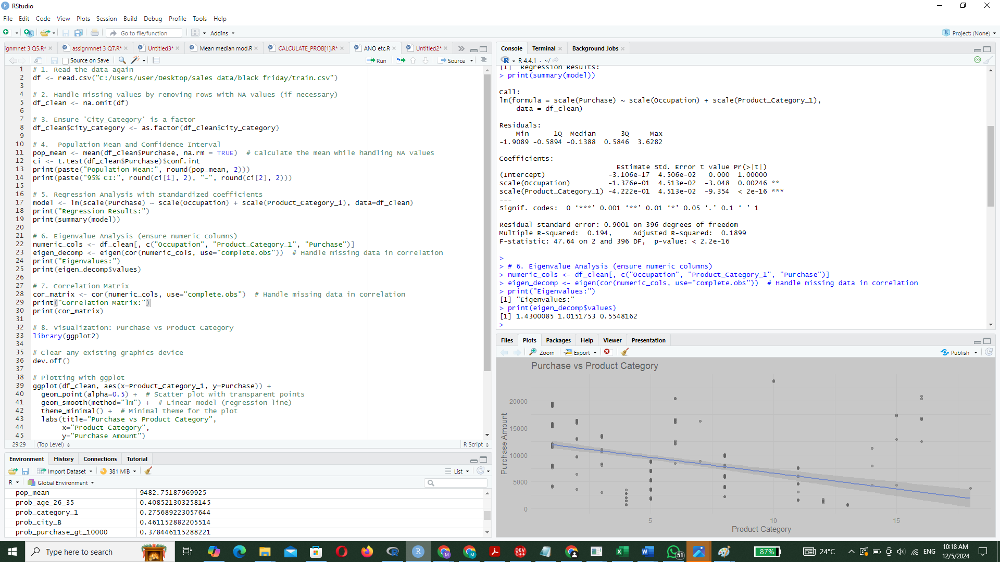 RStudio
File Edit Code View Plots Session Build Debug Profile Tools Help
Go to file/function Addins Project: (None)
ignmnet 3 Q5.R* assignmnet 3 Q7.R* Untitled3* Mean median mod.R CALCULATE_PROB[1].R* ANO etc.R Untitled2*
Source on Save Run Source
1 # 1. Read the data again
2 df <- read.csv("C:/Users/user/Desktop/sales data/black friday/train.csv")
3
4 # 2. Handle missing values by removing rows with NA values (if necessary)
5 df_clean <- na.omit(df)
6
7 # 3. Ensure 'City_Category' is a factor
8 df_clean$City_Category <- as.factor(df_clean$City_Category)
9
10 # 4.  Population Mean and Confidence Interval
11 pop_mean <- mean(df_clean$Purchase, na.rm = TRUE)  # Calculate the mean while handling NA values
12 ci <- t.test(df_clean$Purchase)$conf.int
13 print(paste("Population Mean:", round(pop_mean, 2)))
14 print(paste("95% CI:", round(ci[1], 2), "-", round(ci[2], 2)))
15
16 # 5. Regression Analysis with standardized coefficients
17 model <- lm(scale(Purchase) ~ scale(Occupation) + scale(Product_Category_1), data=df_clean)
18 print("Regression Results:")
19 print(summary(model))
20
21 # 6. Eigenvalue Analysis (ensure numeric columns)
22 numeric_cols <- df_clean[, c("Occupation", "Product_Category_1", "Purchase")]
23 eigen_decomp <- eigen(cor(numeric_cols, use="complete.obs"))  # Handle missing data in correlation
24 print("Eigenvalues:")
25 print(eigen_decomp$values)
26
27 # 7. Correlation Matrix
28 cor_matrix <- cor(numeric_cols, use="complete.obs")  # Handle missing data in correlation
29 print("Correlation Matrix:")
30 print(cor_matrix)
31
32 # 8. Visualization: Purchase vs Product Category
33 library(ggplot2)
34
35 # Clear any existing graphics device
36 dev.off()
37
38 # Plotting with ggplot
39 ggplot(df_clean, aes(x=Product_Category_1, y=Purchase)) +
40   geom_point(alpha=0.5) +  # Scatter plot with transparent points
41   geom_smooth(method="lm") +  # Linear model (regression line)
42   theme_minimal() +  # Minimal theme for the plot
43   labs(title="Purchase vs Product Category",
44        x="Product Category",
45        y="Purchase Amount")
29:29 (Top Level) R Script
Environment History Connections Tutorial
Import Dataset 381 MiB List
R Global Environment
pop_mean 9482.75187969925
prob_age_26_35 0.408521303258145
prob_category_1 0.275689223057644
prob_city_B 0.461152882205514
prob_purchase_gt_10000 0.378446115288221
Console Terminal Background Jobs
R 4.4.1 · ~/
[1] "Regression Results:"
> print(summary(model))
Call:
lm(formula = scale(Purchase) ~ scale(Occupation) + scale(Product_Category_1),
    data = df_clean)
Residuals:
Min 1Q Median 3Q Max
-1.9089 -0.5894 -0.1388 0.5846 3.6282
Coefficients:
Estimate Std. Error t value Pr(>|t|)
(Intercept) -3.106e-17 4.506e-02 0.000 1.00000
scale(Occupation) -1.376e-01 4.513e-02 -3.048 0.00246 **
scale(Product_Category_1) -4.222e-01 4.513e-02 -9.354 < 2e-16 ***
---
Signif. codes:  0 ‘***’ 0.001 ‘**’ 0.01 ‘*’ 0.05 ‘.’ 0.1 ‘ ’ 1
Residual standard error: 0.9001 on 396 degrees of freedom
Multiple R-squared:  0.194,	Adjusted R-squared:  0.1899
F-statistic: 47.64 on 2 and 396 DF,  p-value: < 2.2e-16
>
> # 6. Eigenvalue Analysis (ensure numeric columns)
> numeric_cols <- df_clean[, c("Occupation", "Product_Category_1", "Purchase")]
> eigen_decomp <- eigen(cor(numeric_cols, use="complete.obs"))  # Handle missing data in correlation
> print("Eigenvalues:")
[1] "Eigenvalues:"
> print(eigen_decomp$values)
[1] 1.4300085 1.0151753 0.5548162
>
Files Plots Packages Help Viewer Presentation
Zoom Export Publish
Purchase vs Product Category
Purchase Amount
20000
15000
10000
5000
0
5 10 15
Product Category
Type here to search
DEV C++
51
87%
24°C
ENG
10:18 AM
12/5/2024